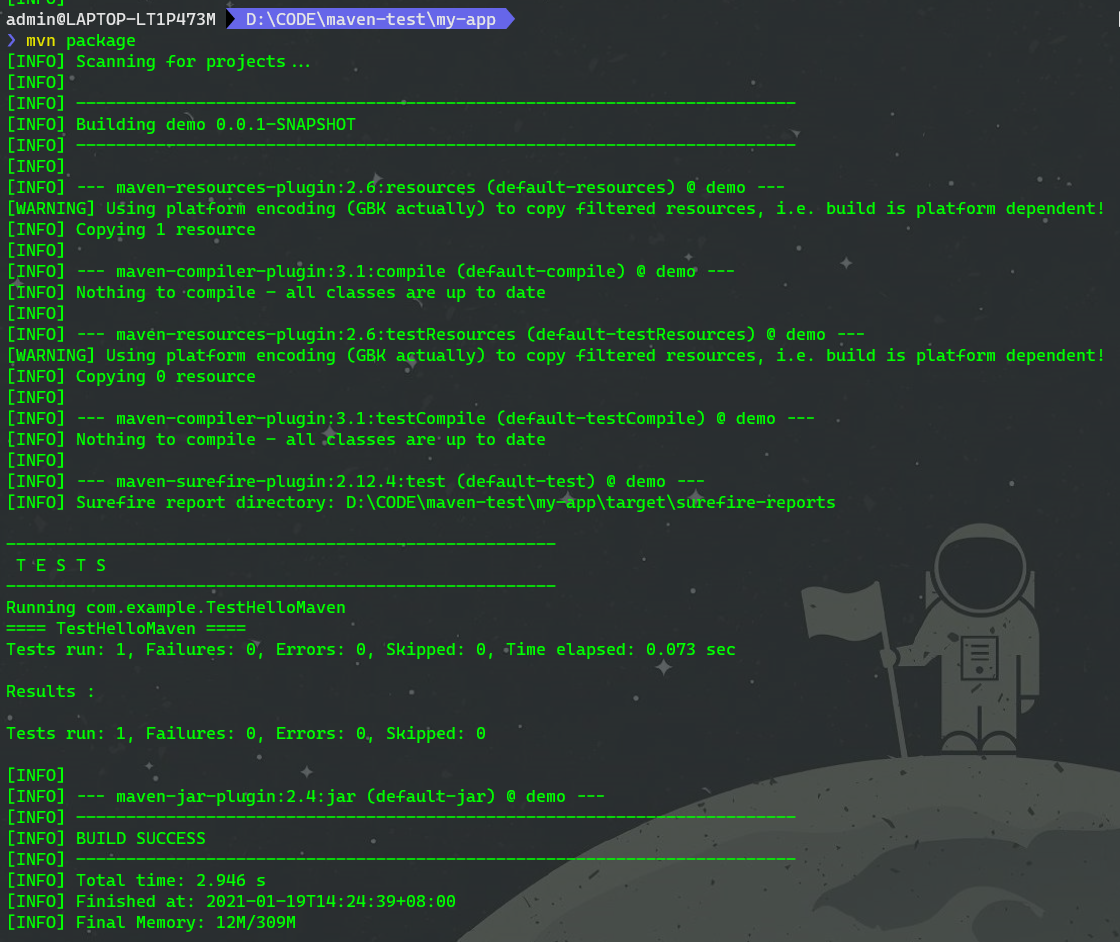 [INFO]
admin@LAPTOP-LT1P473M D:\CODE\maven-test\my-app
❯ mvn package
[INFO] Scanning for projects...
[INFO]
[INFO] ------------------------------------------------------------------------
[INFO] Building demo 0.0.1-SNAPSHOT
[INFO] ------------------------------------------------------------------------
[INFO]
[INFO] --- maven-resources-plugin:2.6:resources (default-resources) @ demo ---
[WARNING] Using platform encoding (GBK actually) to copy filtered resources, i.e. build is platform dependent!
[INFO] Copying 1 resource
[INFO]
[INFO] --- maven-compiler-plugin:3.1:compile (default-compile) @ demo ---
[INFO] Nothing to compile - all classes are up to date
[INFO]
[INFO] --- maven-resources-plugin:2.6:testResources (default-testResources) @ demo ---
[WARNING] Using platform encoding (GBK actually) to copy filtered resources, i.e. build is platform dependent!
[INFO] Copying 0 resource
[INFO]
[INFO] --- maven-compiler-plugin:3.1:testCompile (default-testCompile) @ demo ---
[INFO] Nothing to compile - all classes are up to date
[INFO]
[INFO] --- maven-surefire-plugin:2.12.4:test (default-test) @ demo ---
[INFO] Surefire report directory: D:\CODE\maven-test\my-app\target\surefire-reports
-------------------------------------------------------
T E S T S
-------------------------------------------------------
Running com.example.TestHelloMaven
==== TestHelloMaven ====
Tests run: 1, Failures: 0, Errors: 0, Skipped: 0, Time elapsed: 0.073 sec
Results :
Tests run: 1, Failures: 0, Errors: 0, Skipped: 0
[INFO]
[INFO] --- maven-jar-plugin:2.4:jar (default-jar) @ demo ---
[INFO] ------------------------------------------------------------------------
[INFO] BUILD SUCCESS
[INFO] ------------------------------------------------------------------------
[INFO] Total time: 2.946 s
[INFO] Finished at: 2021-01-19T14:24:39+08:00
[INFO] Final Memory: 12M/309M